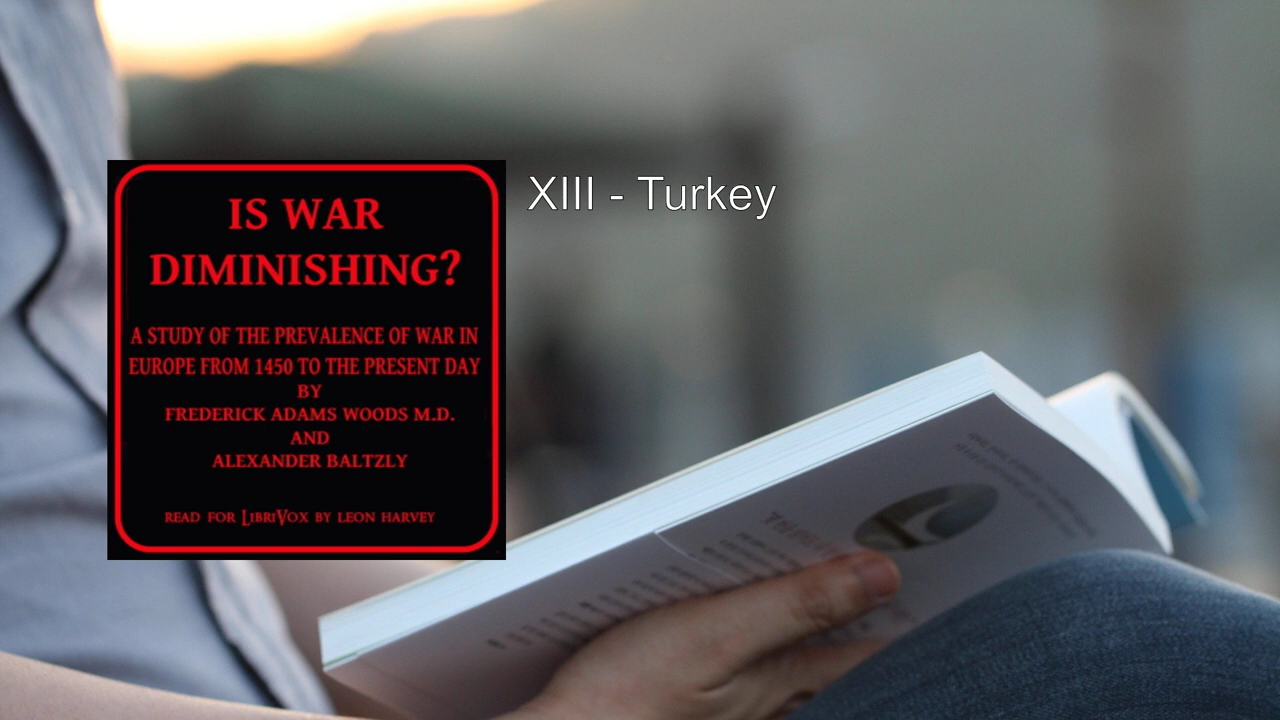 IS WAR
DIMINISHING?
A STUDY OF THE PREVALENCE OF WAR IN
EUROPE FROM 1450 TO THE PRESENT DAY
BY
FREDERICK ADAMS WOODS M.D.
AND
ALEXANDER BALTZLY
READ FOR LIBRIVOX BY LEON HARVEY
XIII - Turkey